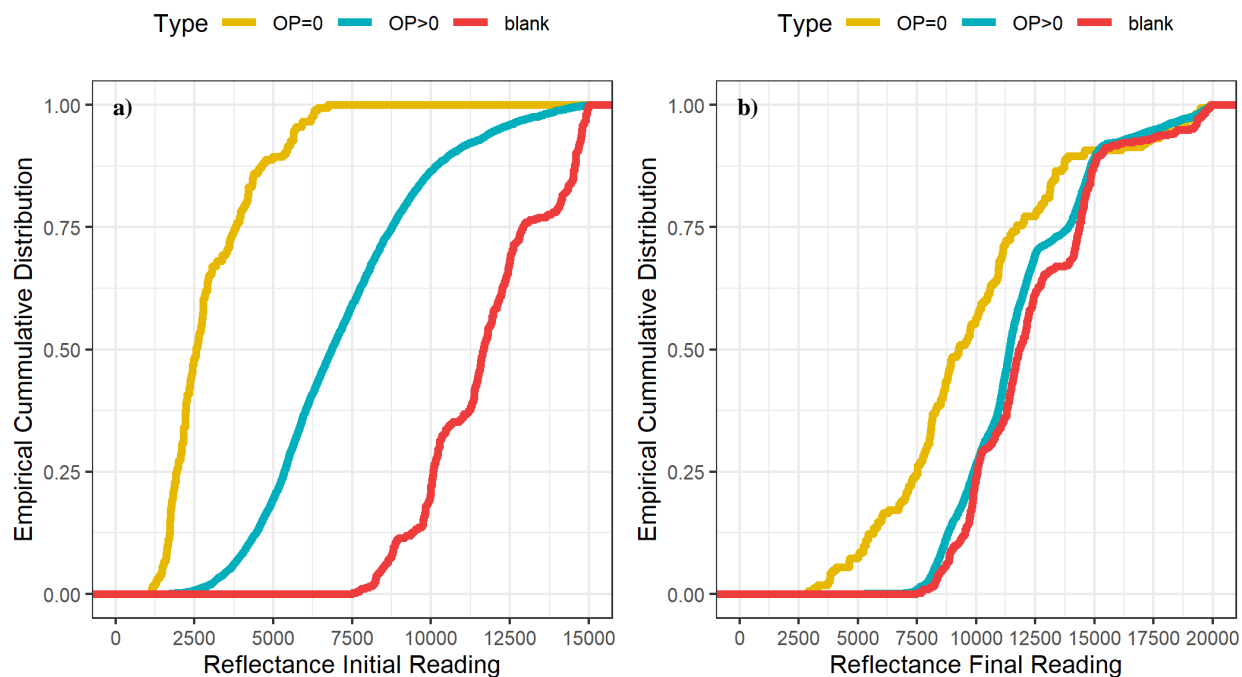 Type OP=0 OP>0 blank
a)
Empirical Cummulative Distribution
1.00
0.75
0.50
0.25
0.00
0 2500 5000 7500 10000 12500 15000
Reflectance Initial Reading
Type OP=0 OP>0 blank
b)
Empirical Cummulative Distribution
1.00
0.75
0.50
0.25
0.00
0 2500 5000 7500 10000 12500 15000 17500 20000
Reflectance Final Reading